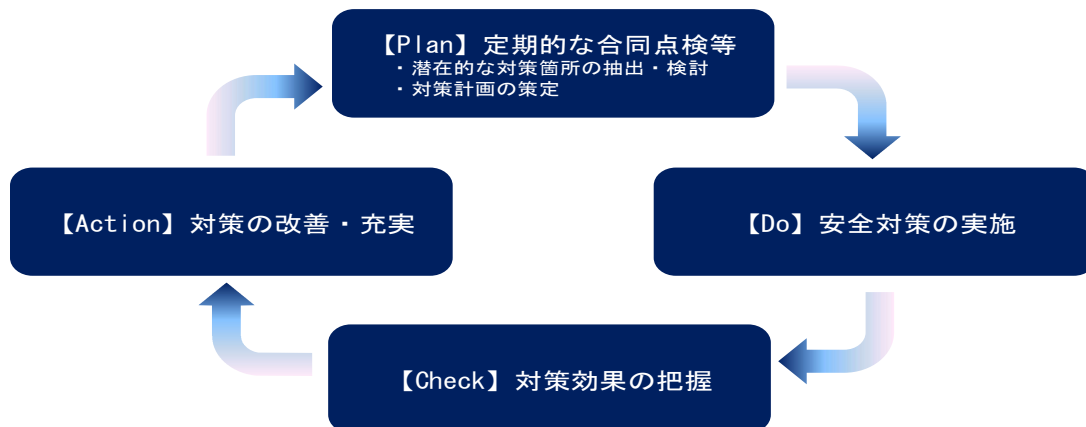 【Plan】定期的な合同点検等
・潜在的な対策箇所の抽出・検討
・対策計画の策定
【Do】安全対策の実施
【Check】対策効果の把握
【Action】対策の改善・充実